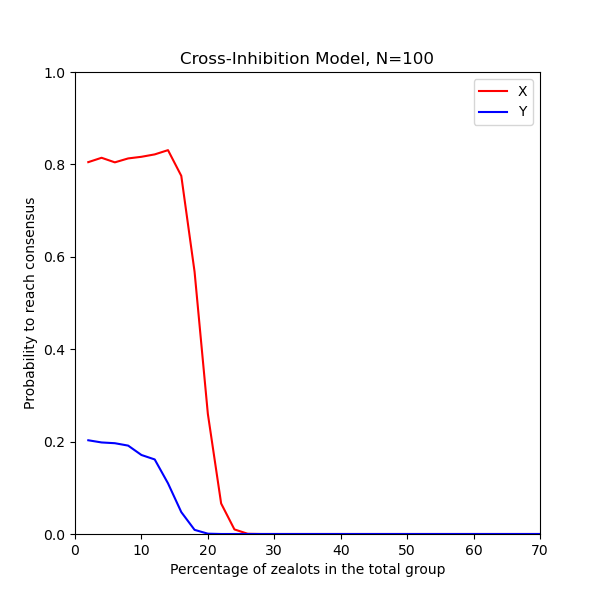 Cross-Inhibition Model, N=100
X
Y
Probability to reach consensus
1.0
0.8
0.6
0.4
0.2
0.0
0 10 20 30 40 50 60 70
Percentage of zealots in the total group